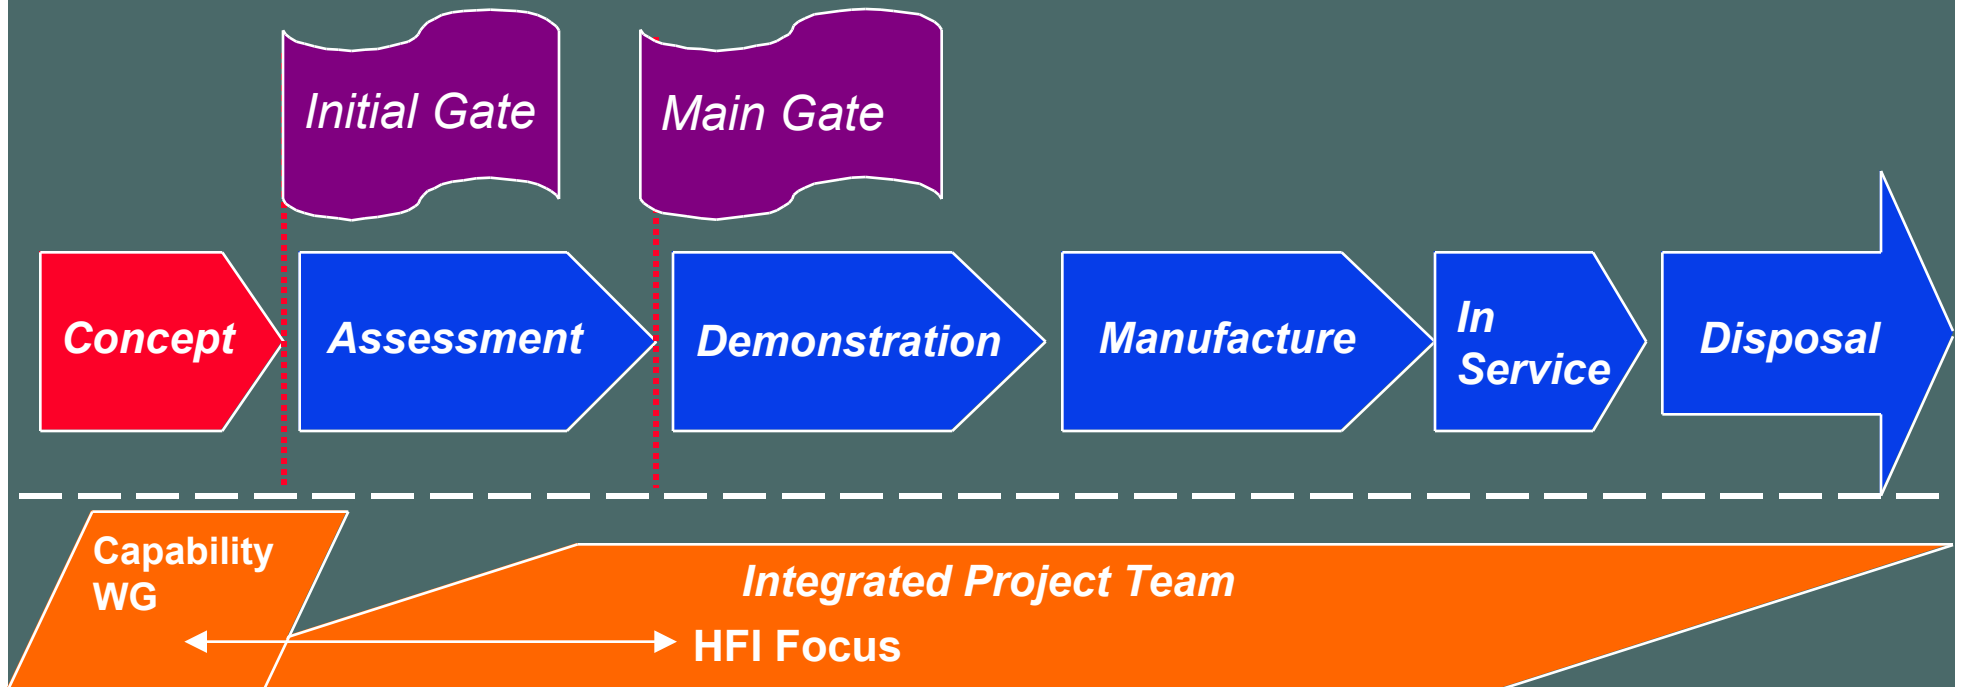 Initial Gate
Main Gate
Concept
Assessment
Demonstration
Manufacture
In
Service
Disposal
Capability
WG
Integrated Project Team
HFI Focus